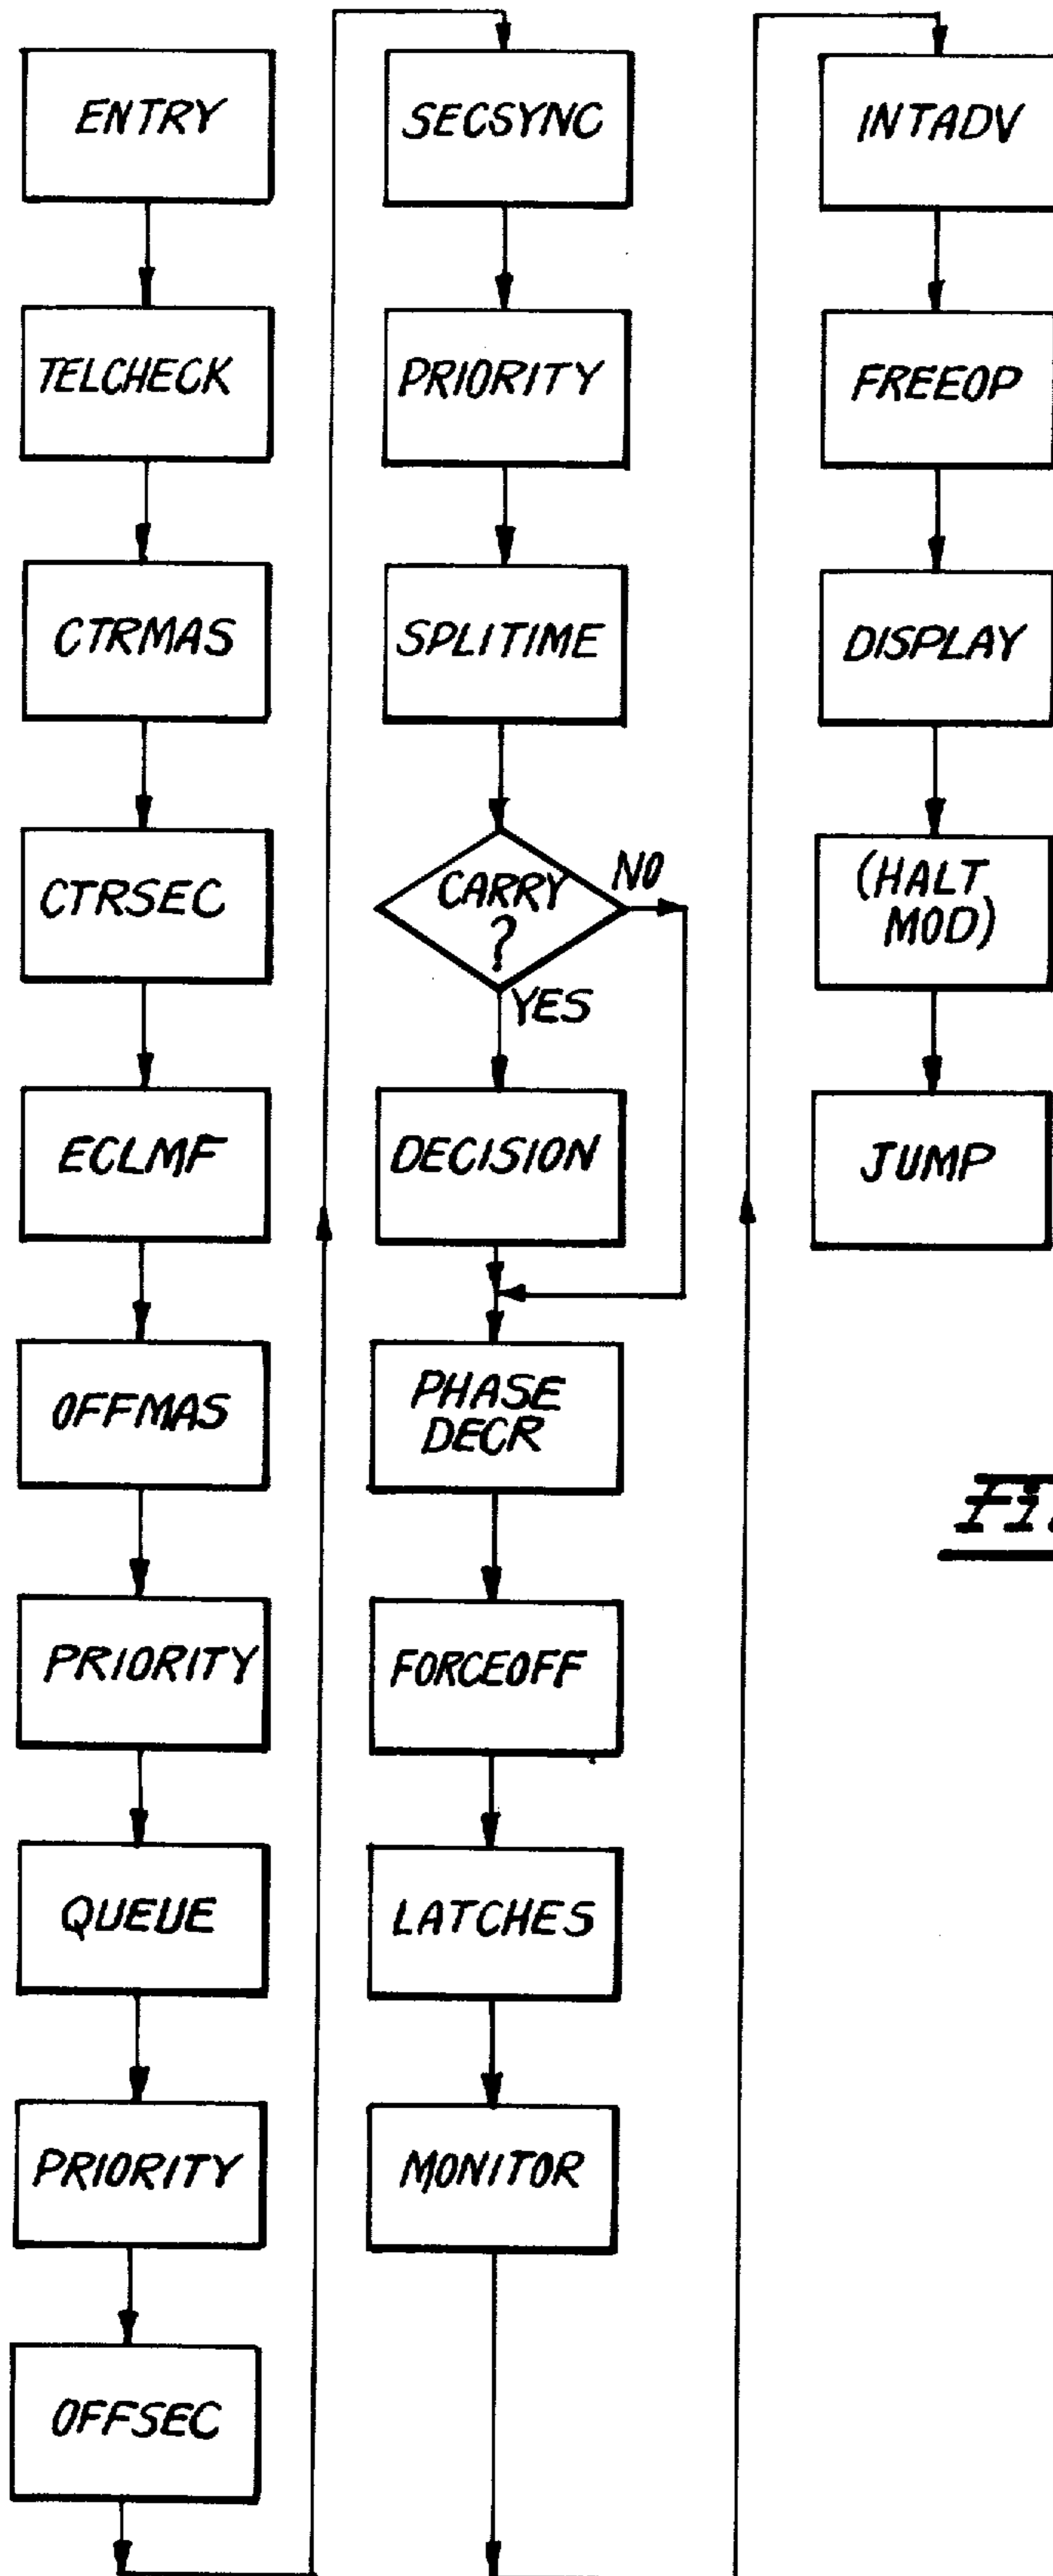 ENTRY
TELCHECK
CTRMAS
CTRSEC
ECLMF
OFFMAS
PRIORITY
QUEUE
PRIORITY
OFFSEC
SECSYNC
PRIORITY
SPLITIME
CARRY
?
NO
YES
DECISION
PHASE
DECR
FORCEOFF
LATCHES
MONITOR
INTADV
FREEOP
DISPLAY
(HALT
MOD)
JUMP